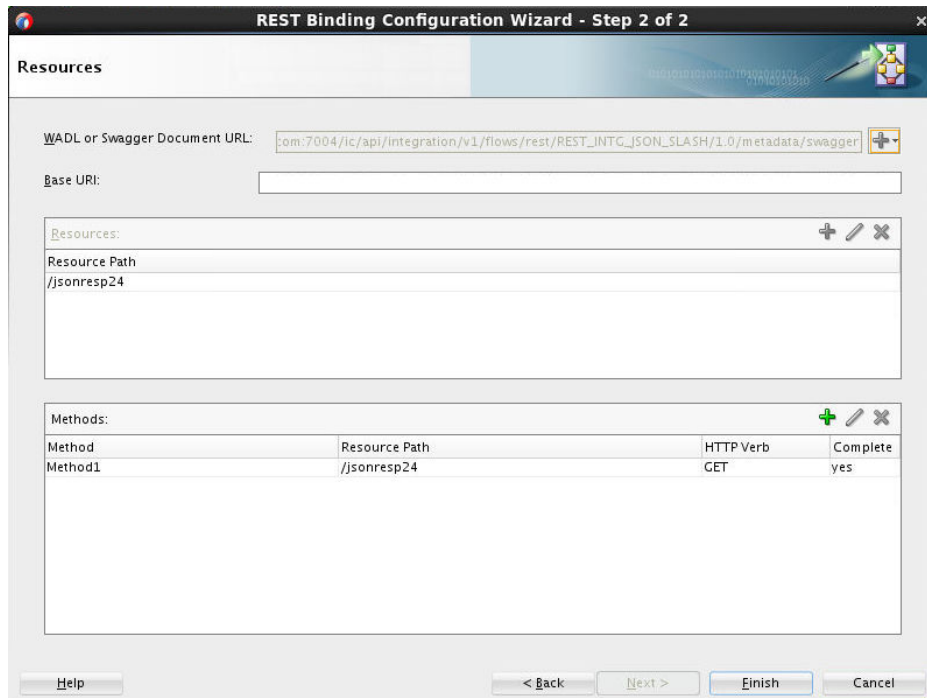 REST Binding Configuration Wizard - Step 2 of 2
Resources
WADL or Swagger Document URL: com:7004/ic/api/integration/v1/flows/rest/REST_INTG_JSON_SLASH/1.0/metadata/swagger
Base URI:
Resources:
Resource Path
/jsonresp24
Methods:
Method Resource Path HTTP Verb Complete
Method1 /jsonresp24 GET yes
Help < Back Next > Finish Cancel